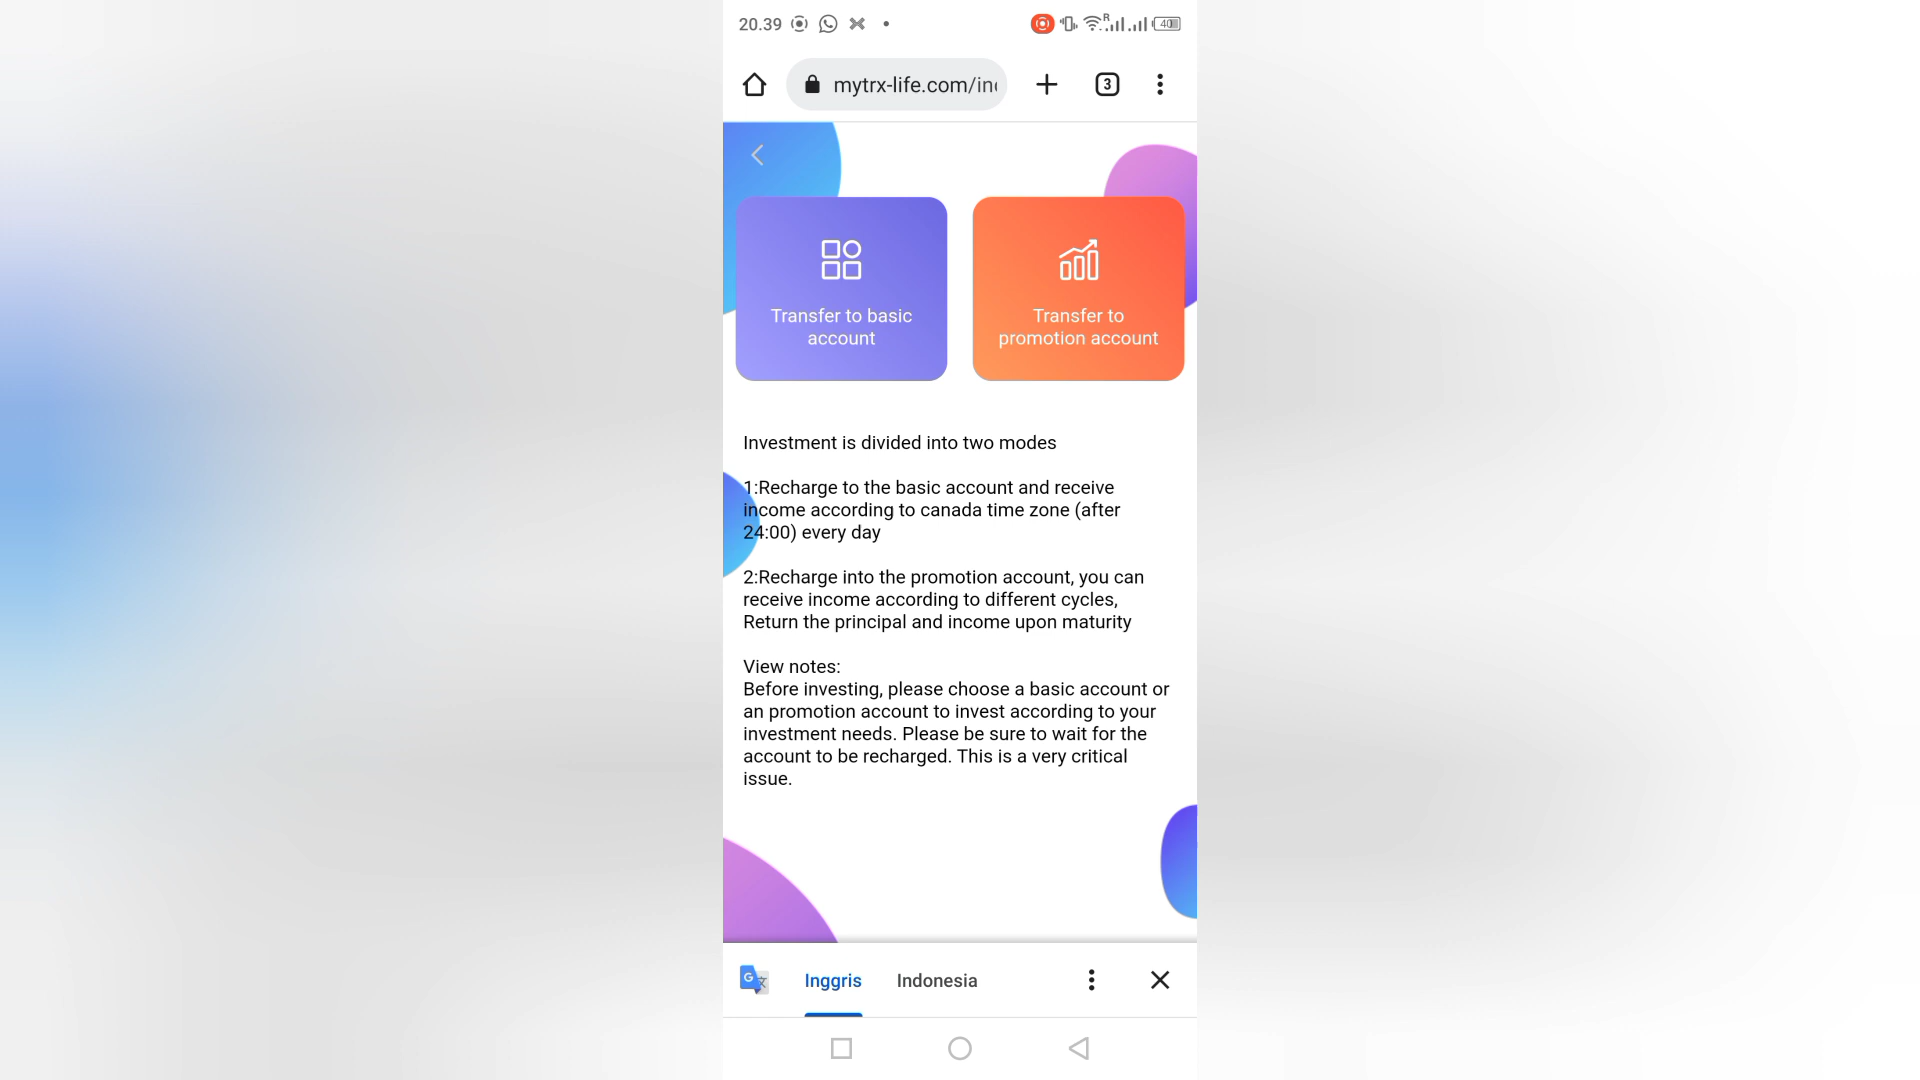 20.39
R
40
mytrx-life.com/in
3
Transfer to basic
account
Transfer to
promotion account
Investment is divided into two modes
1:Recharge to the basic account and receive
income according to canada time zone (after
24:00) every day
2:Recharge into the promotion account, you can
receive income according to different cycles,
Return the principal and income upon maturity
View notes:
Before investing, please choose a basic account or
an promotion account to invest according to your
investment needs. Please be sure to wait for the
account to be recharged. This is a very critical
issue.
G
Inggris
Indonesia